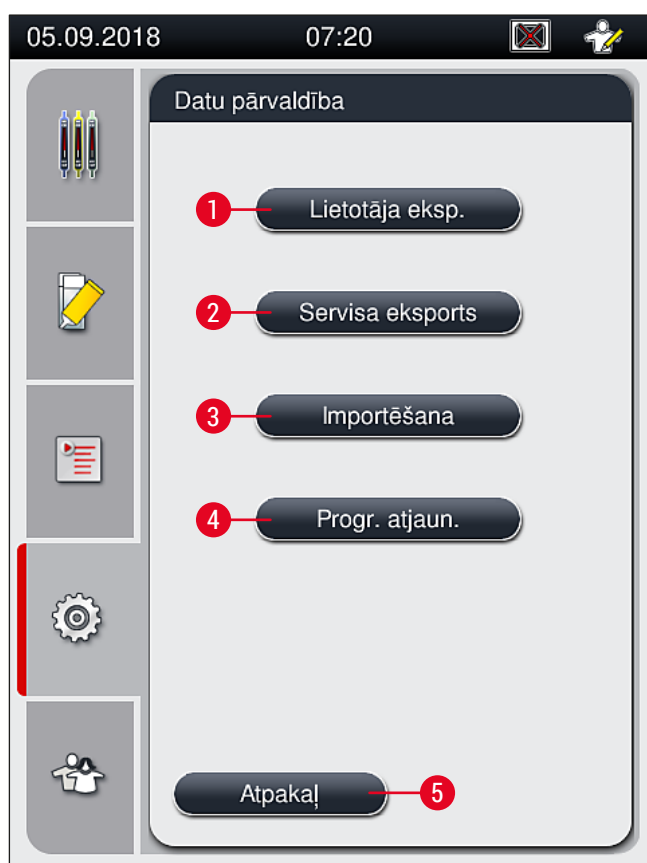 05.09.2018 07:20
Datu pārvaldība
1 Lietotāja eksp.
2 Servisa eksports
3 Importēšana
4 Progr. atjaun.
Atpakaļ 5